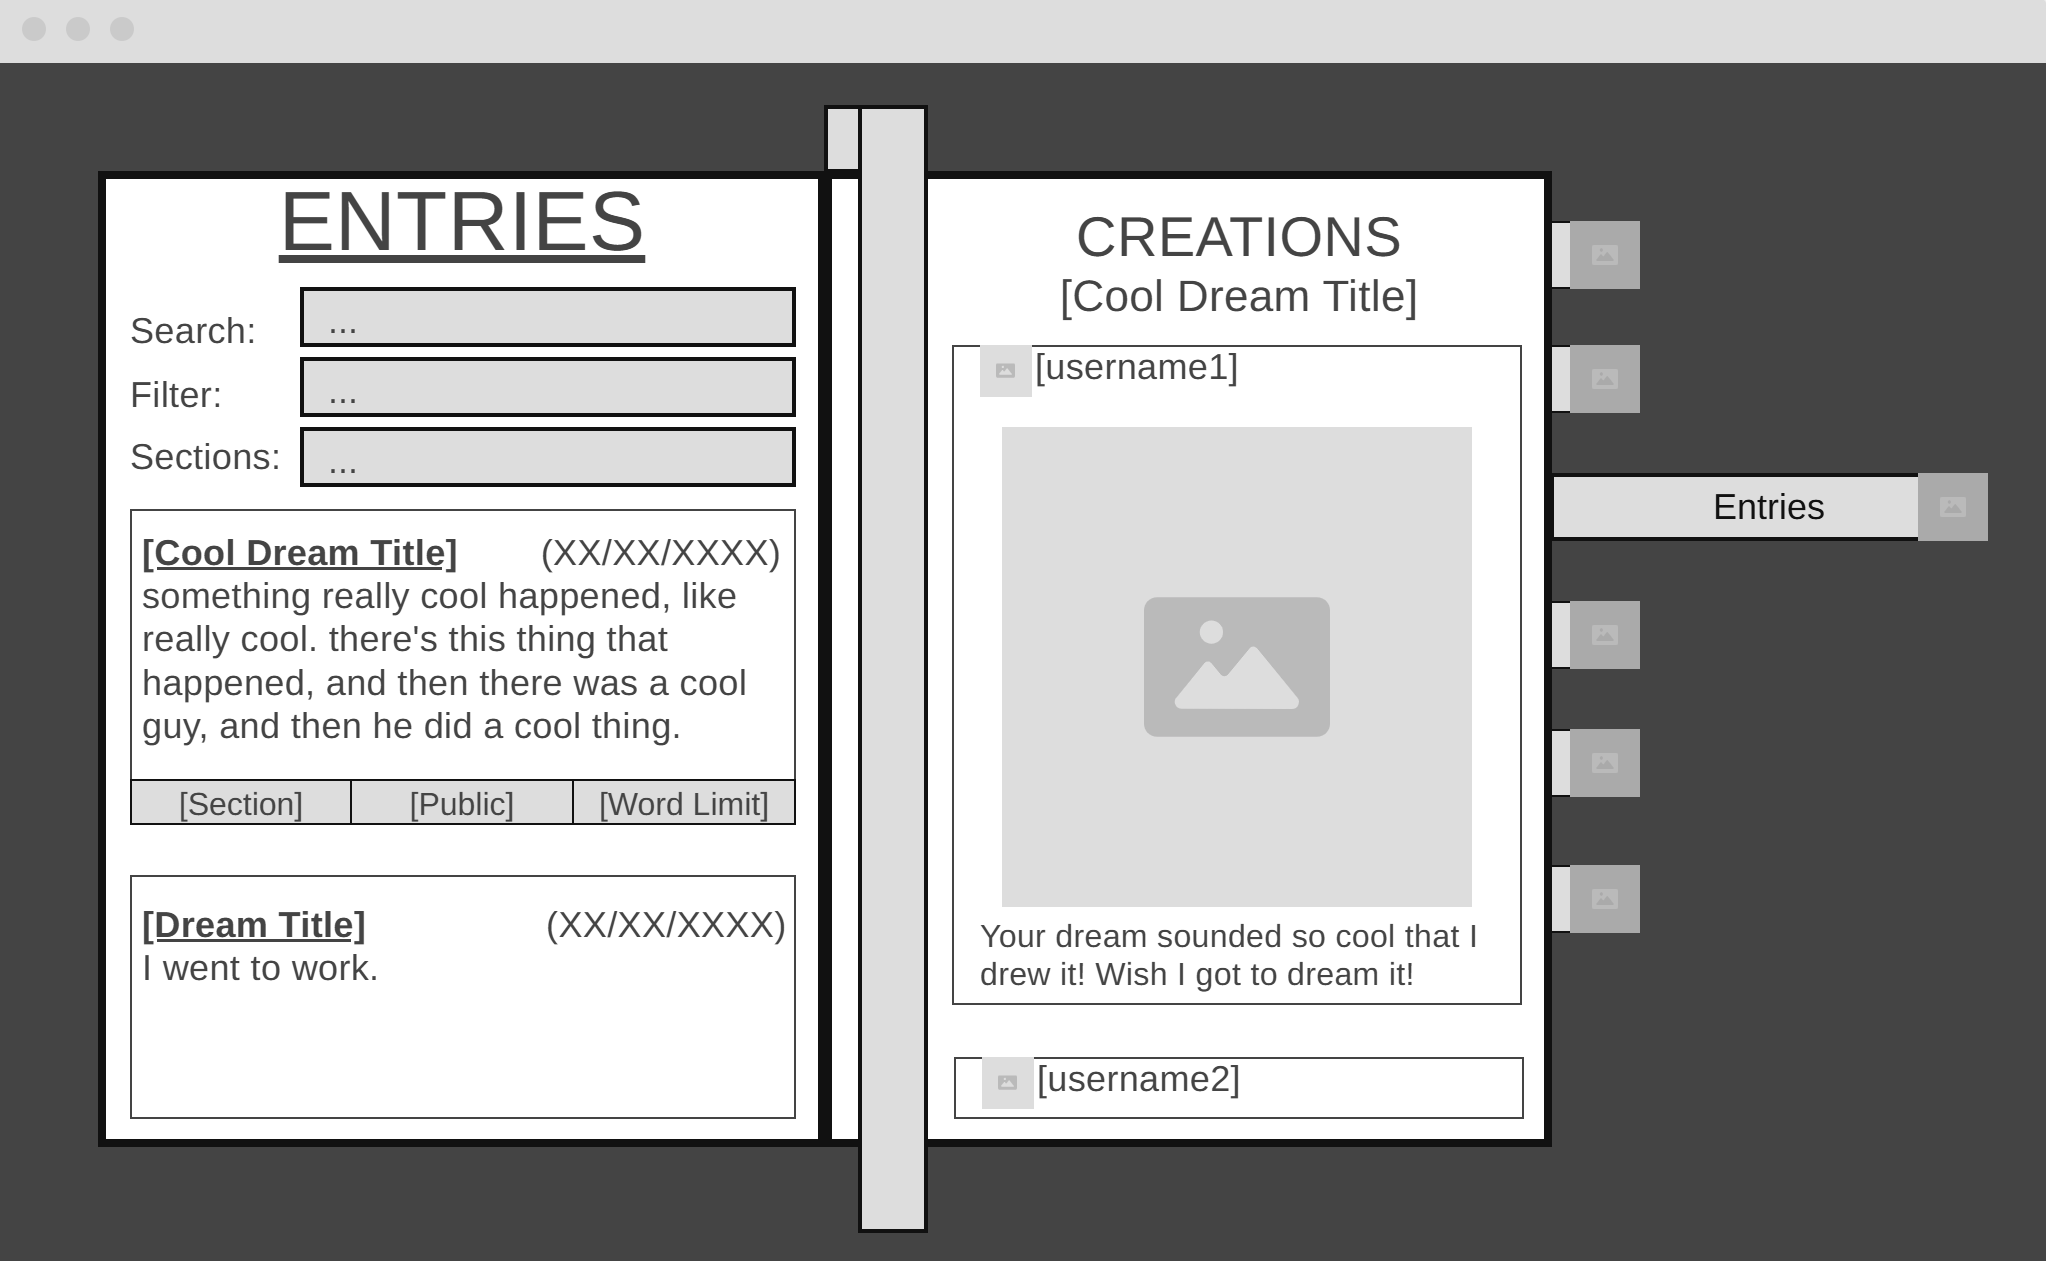 ENTRIES
Search:
...
Filter:
...
Sections:
...
[Cool Dream Title] (XX/XX/XXXX)
something really cool happened, like
really cool. there's this thing that
happened, and then there was a cool
guy, and then he did a cool thing.
[Section] [Public] [Word Limit]
[Dream Title] (XX/XX/XXXX)
I went to work.
CREATIONS
[Cool Dream Title]
[username1]
Your dream sounded so cool that I
drew it! Wish I got to dream it!
[username2]
Entries